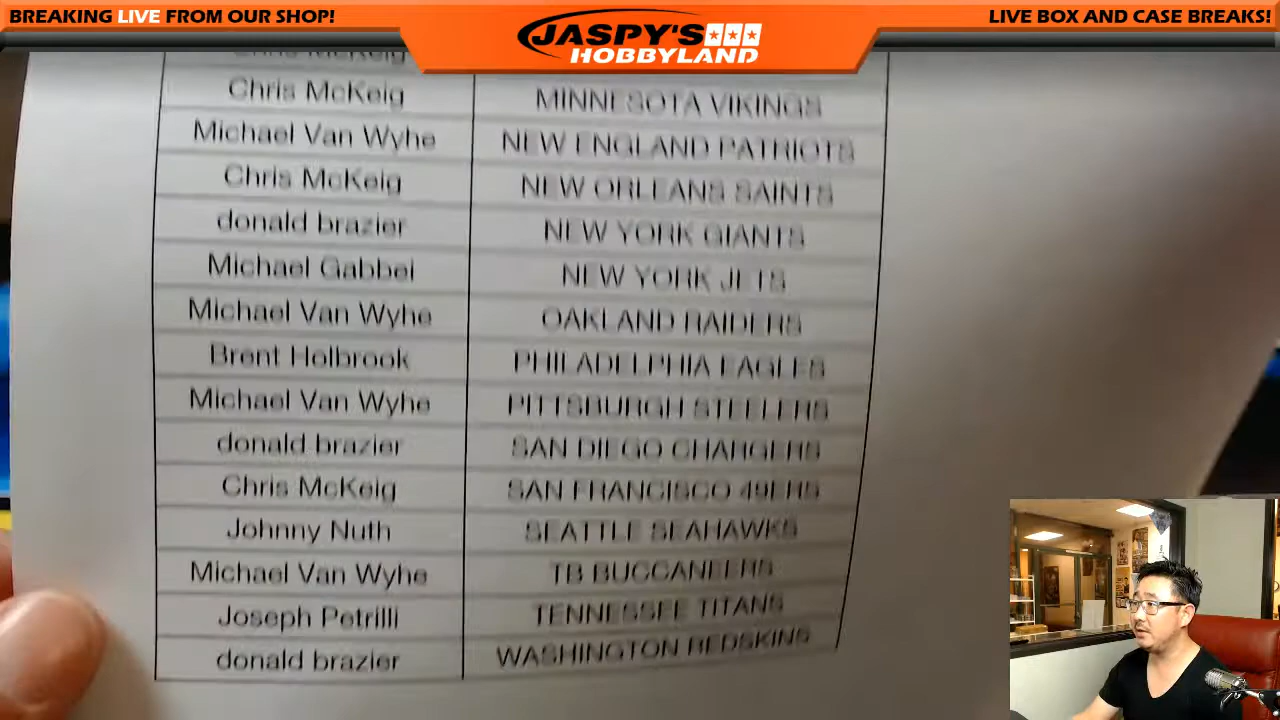 BREAKING LIVE FROM OUR SHOP!
JASPY'S
HOBBYLAND
LIVE BOX AND CASE BREAKS!
Chris McKeig
Chris McKeig MINNESOTA VIKINGS
Michael Van Wyhe NEW ENGLAND PATRIOTS
Chris McKeig NEW ORLEANS SAINTS
donald brazier NEW YORK GIANTS
Michael Gabbei NEW YORK JETS
Michael Van Wyhe OAKLAND RAIDERS
Brent Holbrook PHILADELPHIA EAGLES
Michael Van Wyhe PITTSBURGH STEELERS
donald brazier SAN DIEGO CHARGERS
Chris McKeig SAN FRANCISCO 49ERS
Johnny Nuth SEATTLE SEAHAWKS
Michael Van Wyhe TB BUCCANEERS
Joseph Petrilli TENNESSEE TITANS
donald brazier WASHINGTON REDSKINS